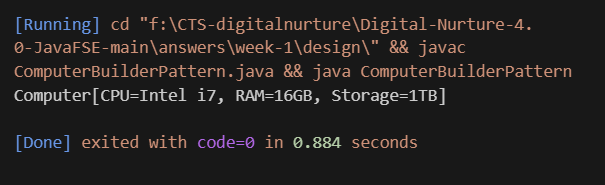 [Running] cd "f:\CTS-digitalnurture\Digital-Nurture-4.
0-JavaFSE-main\answers\week-1\design\" && javac
ComputerBuilderPattern.java && java ComputerBuilderPattern
Computer[CPU=Intel i7, RAM=16GB, Storage=1TB]
[Done] exited with code=0 in 0.884 seconds